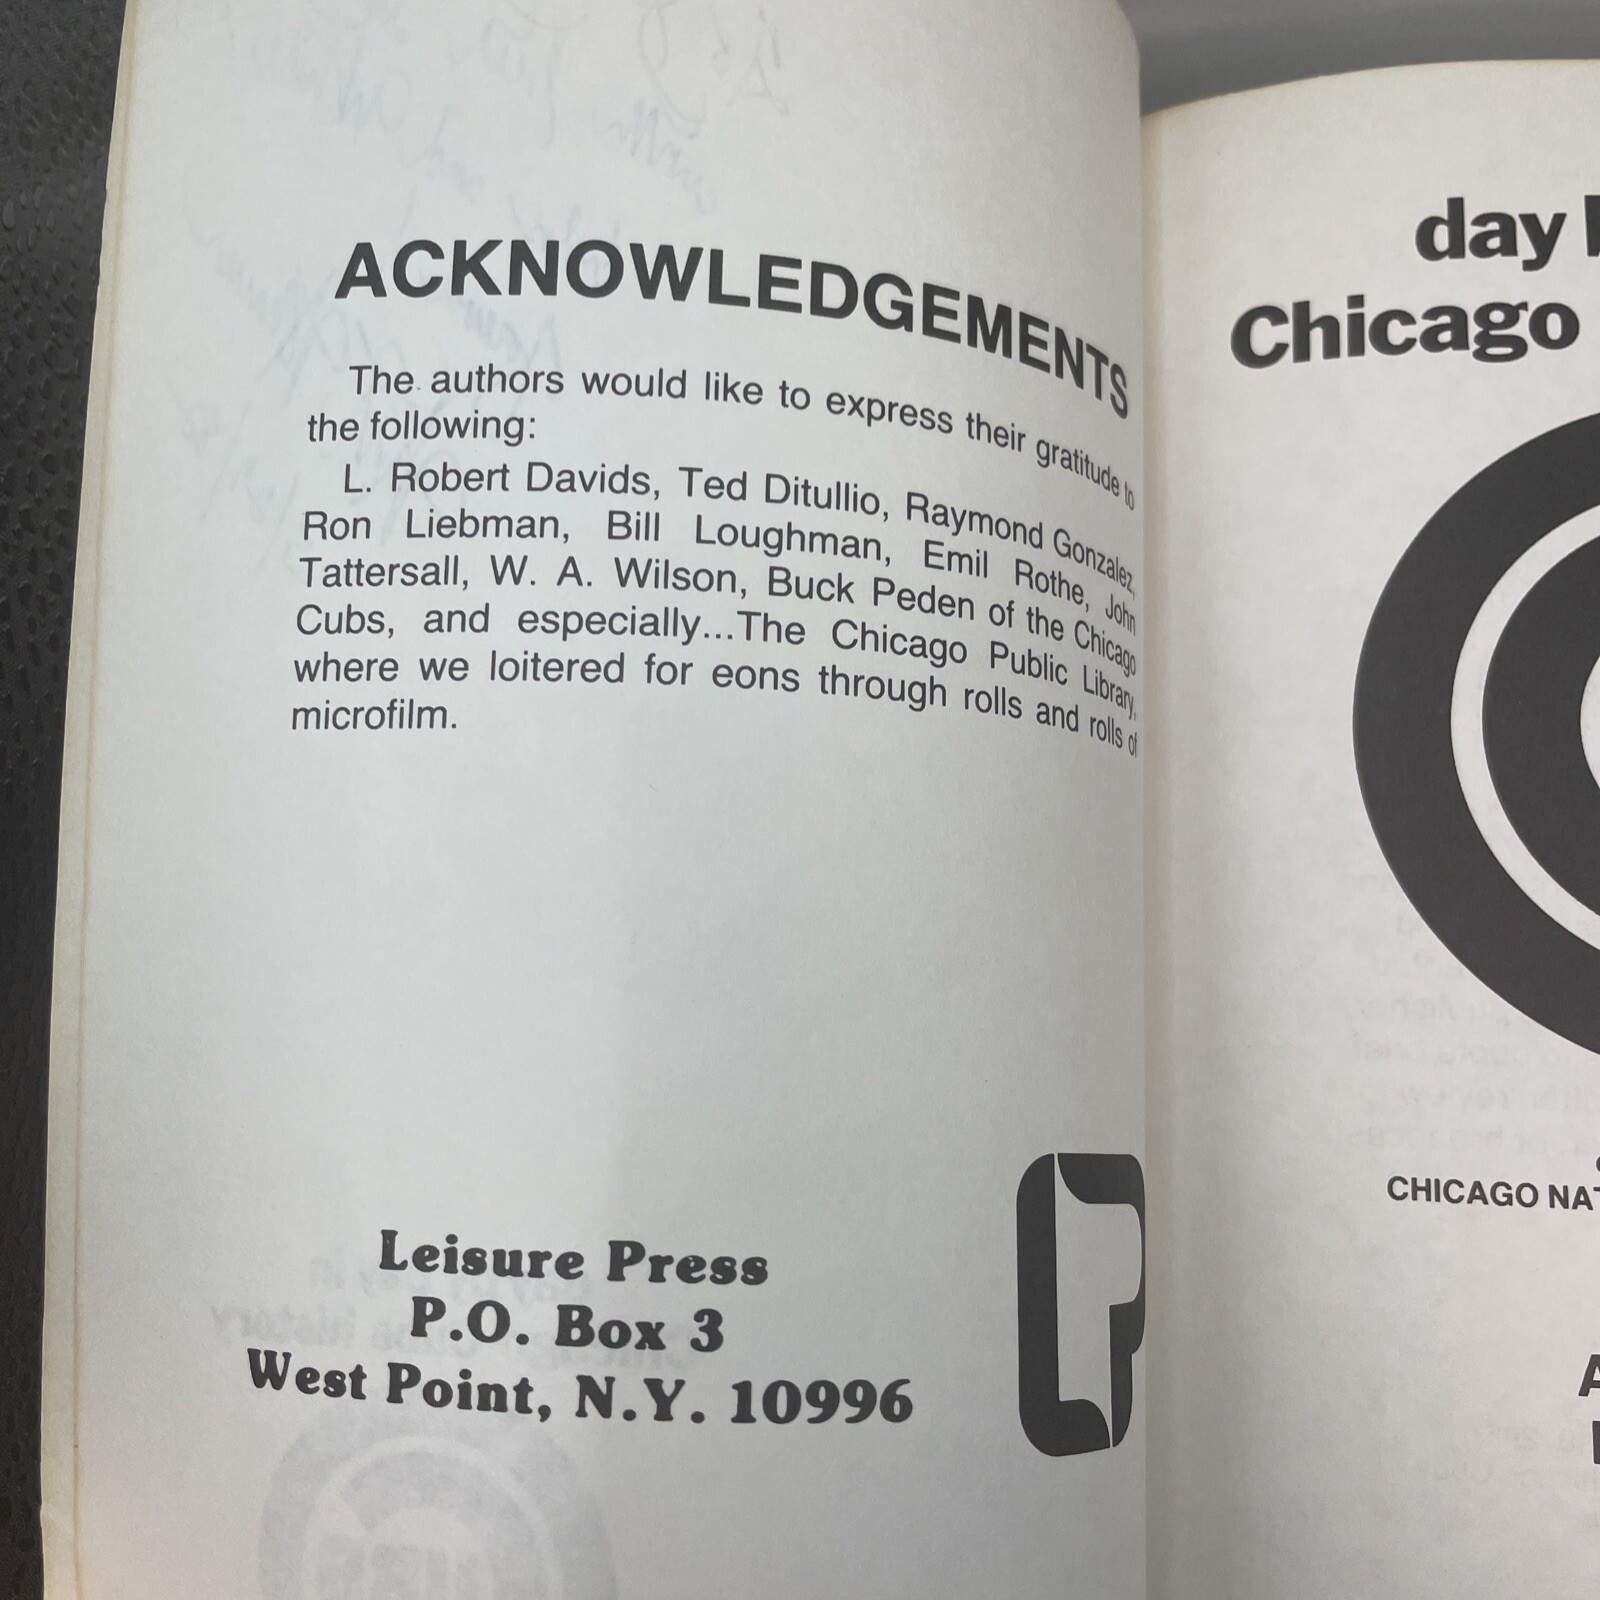 ACKNOWLEDGEMENTS
The authors would like to express their gratitude to
the following:
L. Robert Davids, Ted Ditullio, Raymond Gonzalez,
Ron Liebman, Bill Loughman, Emil Rothe, John
Tattersall, W. A. Wilson, Buck Peden of the Chicago
Cubs, and especially...The Chicago Public Library,
where we loitered for eons through rolls and rolls of
microfilm.
Leisure Press
P.O. Box 3
West Point, N.Y. 10996
day
Chicago
CHICAGO NAT